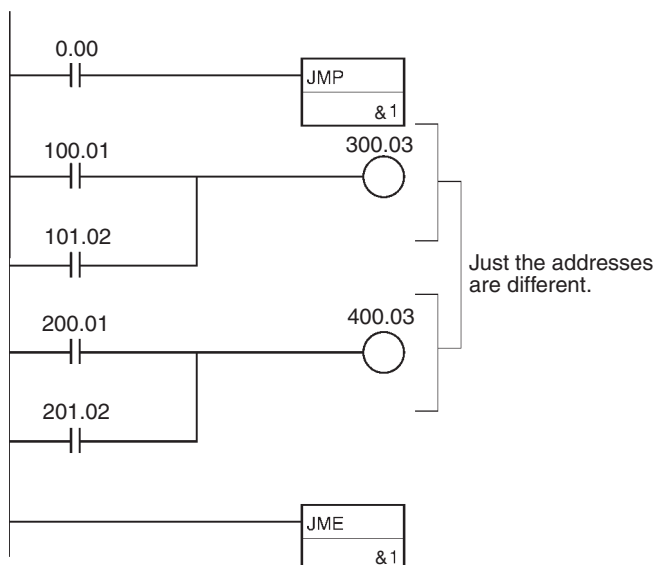 0.00
JMP
&1
100.01
300.03
101.02
Just the addresses
are different.
200.01
400.03
201.02
JME
&1